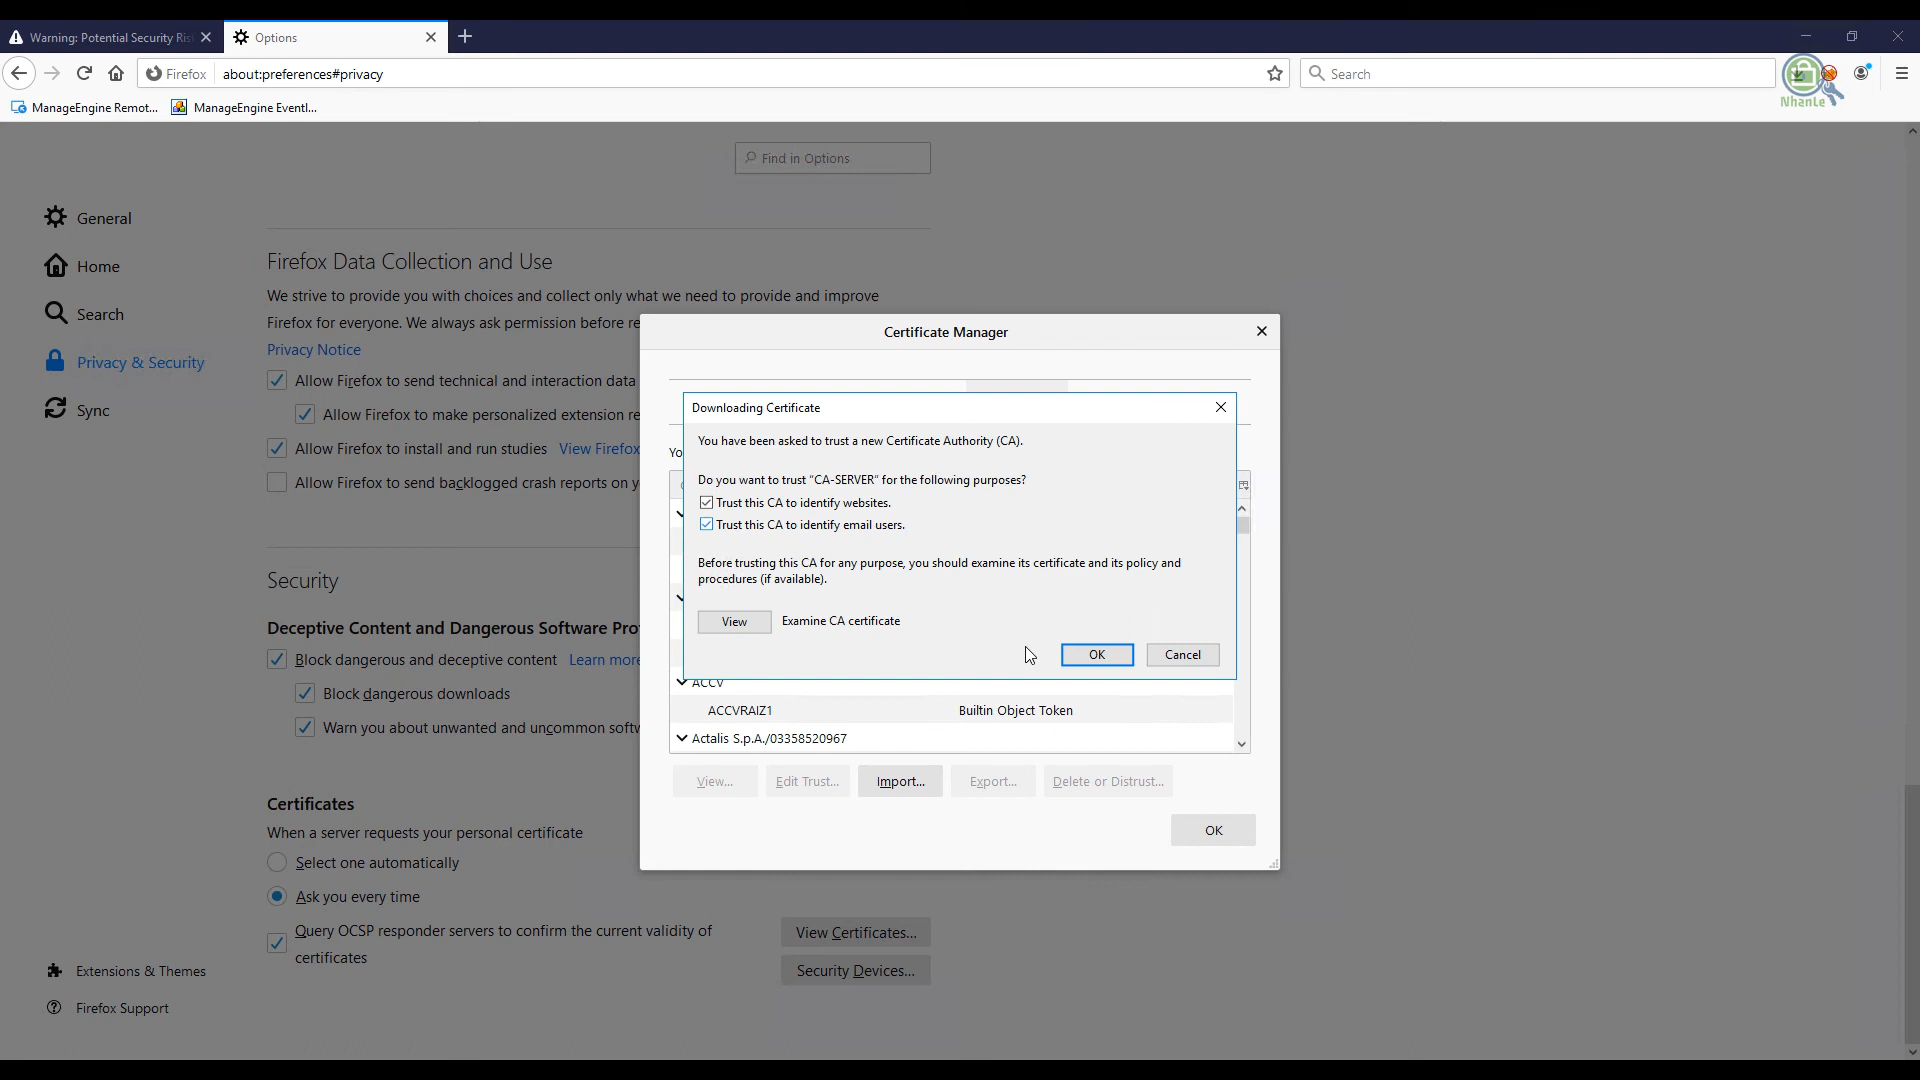 Warning: Potential Security Ris
Options
Firefox
about:preferences#privacy
Search
NhanLe
ManageEngine Remot...
ManageEngine Eventl...
Find in Options
General
Home
Search
Privacy & Security
Sync
Extensions & Themes
Firefox Support
Firefox Data Collection and Use
We strive to provide you with choices and collect only what we need to provide and improve
Firefox for everyone. We always ask permission before re
Privacy Notice
Allow Firefox to send technical and interaction data
Allow Firefox to make personalized extension re
Allow Firefox to install and run studies View Firefox
Allow Firefox to send backlogged crash reports on y
Security
Deceptive Content and Dangerous Software Pro
Block dangerous and deceptive content Learn more
Block dangerous downloads
Warn you about unwanted and uncommon softw
Certificates
When a server requests your personal certificate
Select one automatically
Ask you every time
Query OCSP responder servers to confirm the current validity of
certificates
View Certificates...
Security Devices...
Certificate Manager
Yo
Downloading Certificate
You have been asked to trust a new Certificate Authority (CA).
Do you want to trust “CA-SERVER” for the following purposes?
Trust this CA to identify websites.
Trust this CA to identify email users.
Before trusting this CA for any purpose, you should examine its certificate and its policy and
procedures (if available).
View Examine CA certificate
OK Cancel
ACCV
ACCVRAIZ1 Builtin Object Token
Actalis S.p.A./03358520967
View... Edit Trust... Import... Export... Delete or Distrust...
OK